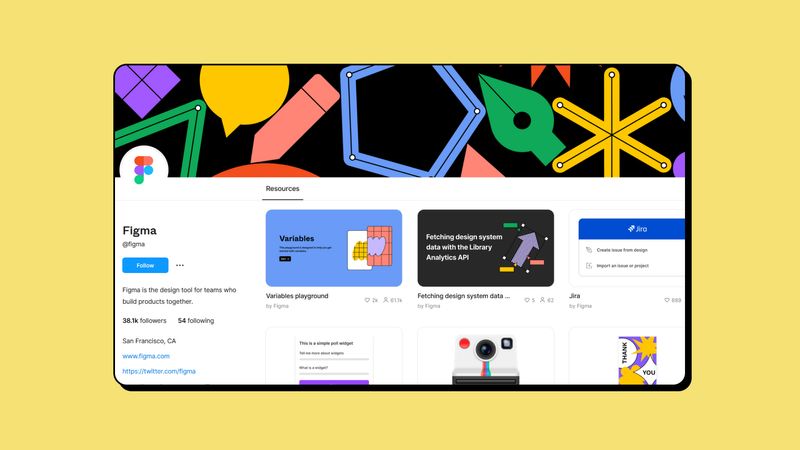 Resources
Figma
@figma
Follow
Figma is the design tool for teams who
build products together.
38.1k followers 54 following
San Francisco, CA
www.figma.com
https://twitter.com/figma
Variables
Variables playground
2k 61.1k
by Figma
Fetching design system
data with the Library
Analytics API
Fetching design system data ...
5 62
by Figma
Jira
Create issue from design
Import an issue or project
Jira
889
by Figma
This is a simple poll widget
Tell me more about widgets
What is a widget?
THANK
YOU